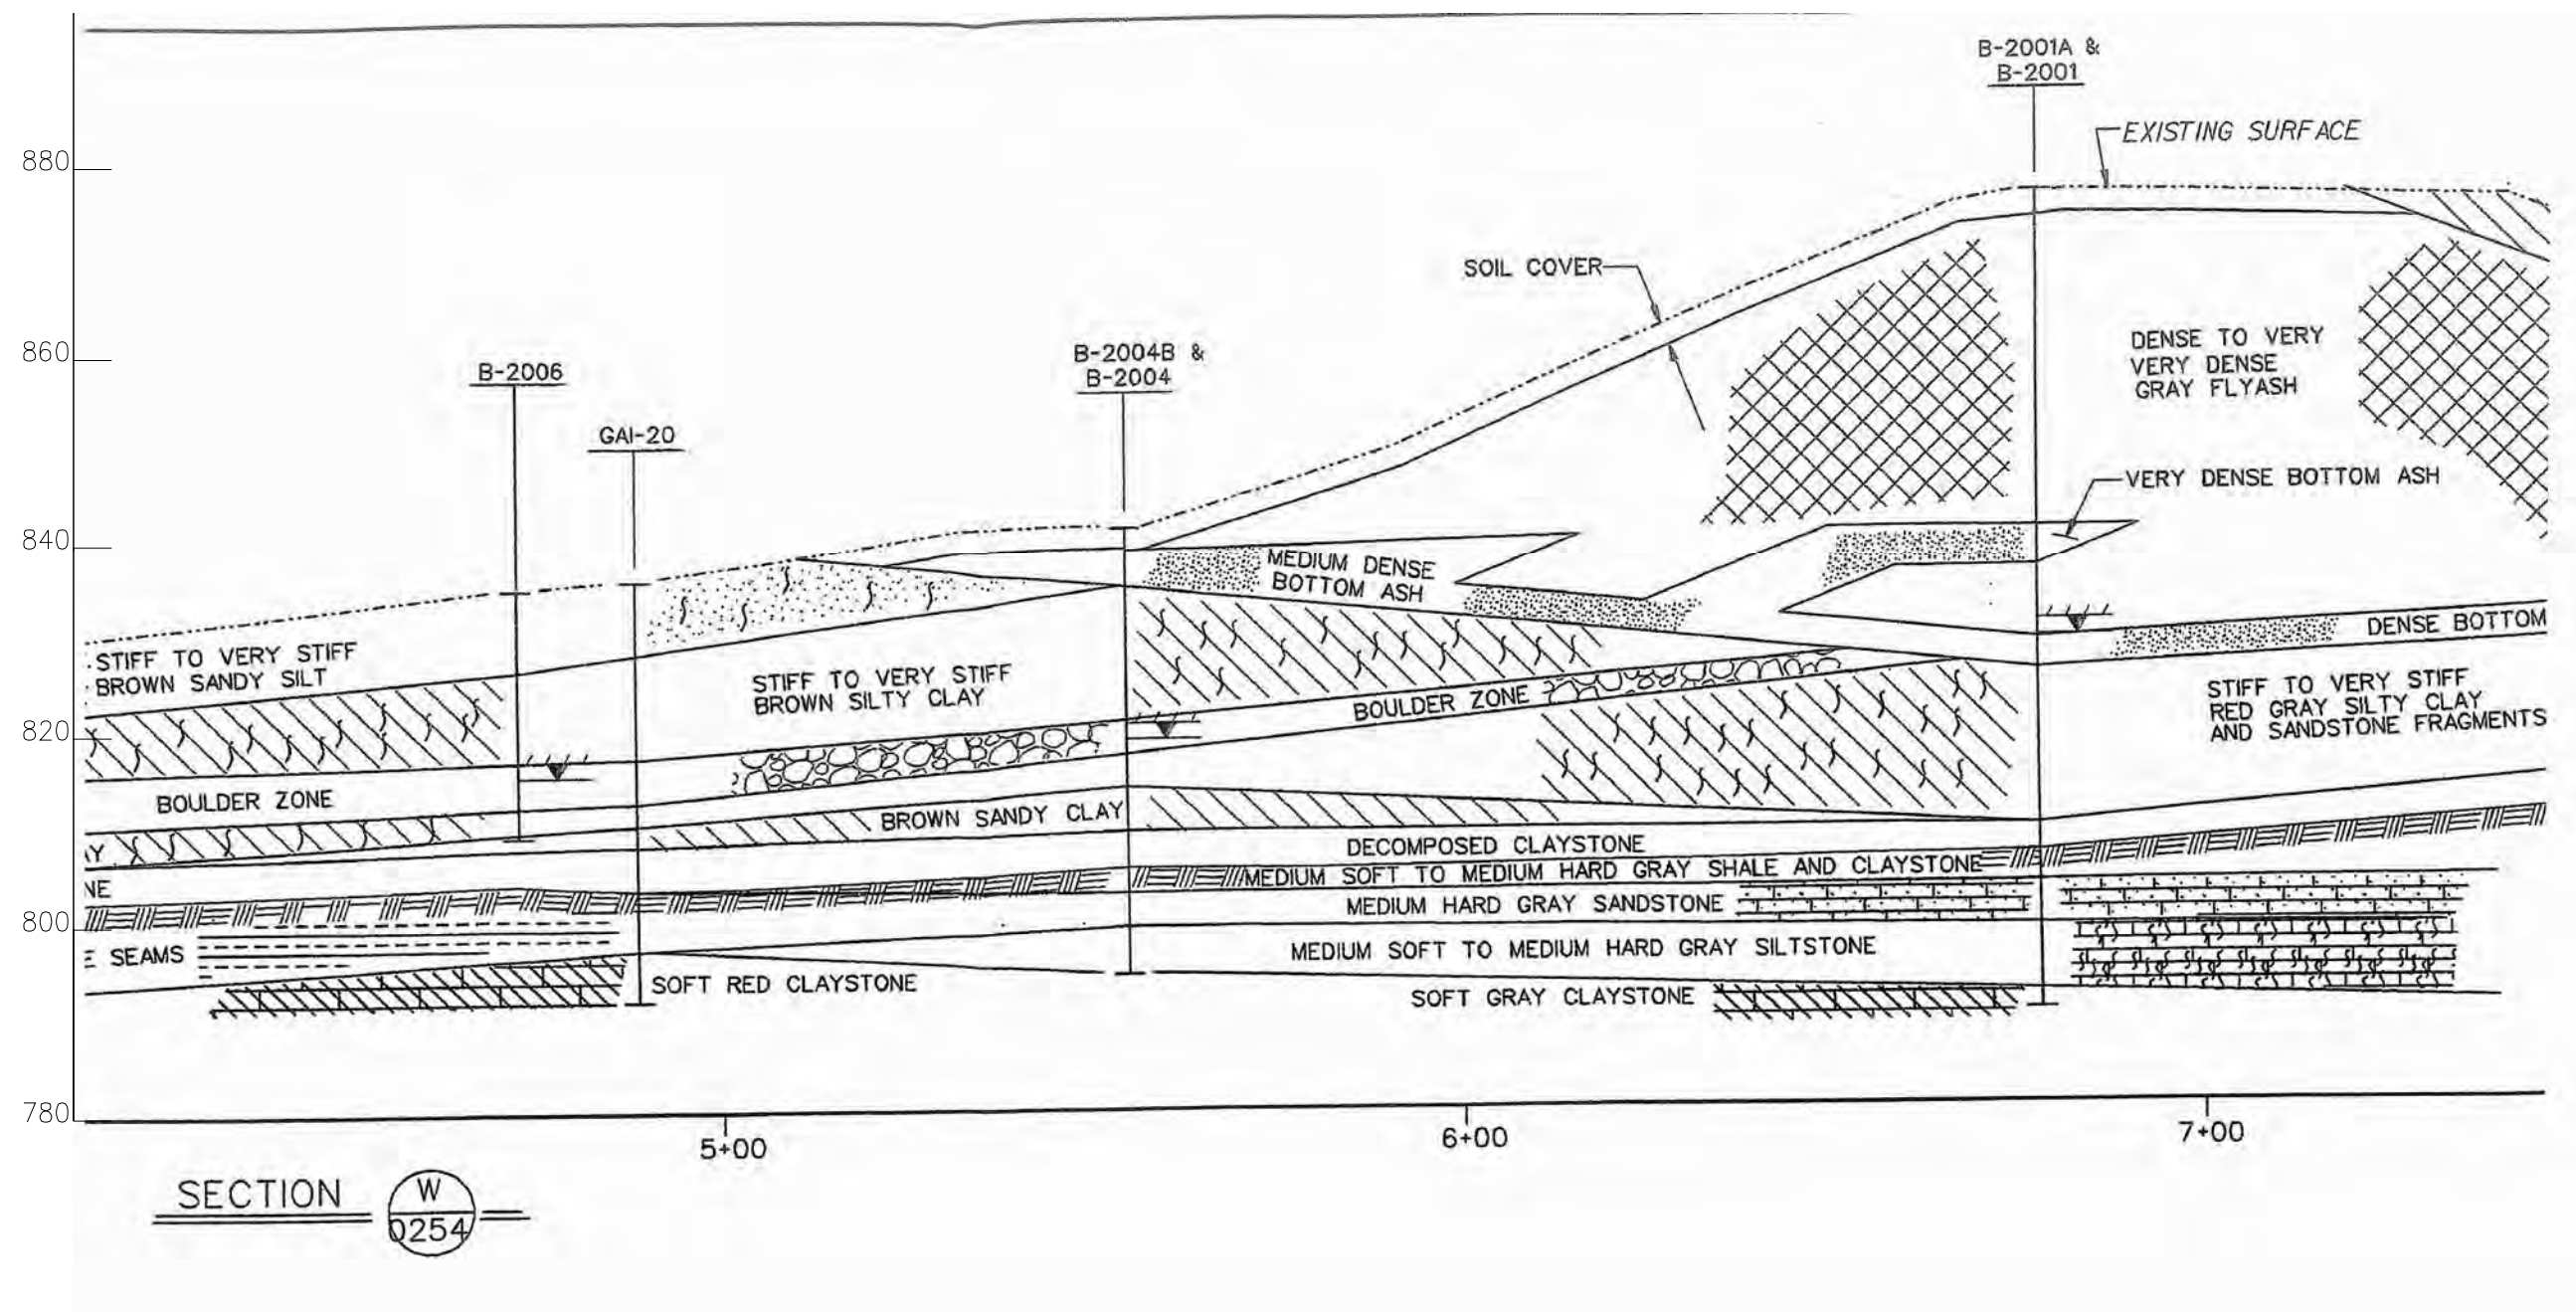 B-2001A &
B-2001
EXISTING SURFACE
880
SOIL COVER
DENSE TO VERY
VERY DENSE
GRAY FLYASH
860
B-2004B &
B-2004
B-2006
GAI-20
VERY DENSE BOTTOM ASH
840
MEDIUM DENSE
BOTTOM ASH
DENSE BOTTOM
STIFF TO VERY STIFF
BROWN SANDY SILT
STIFF TO VERY STIFF
BROWN SILTY CLAY
BOULDER ZONE
STIFF TO VERY STIFF
RED GRAY SILTY CLAY
AND SANDSTONE FRAGMENTS
820
BOULDER ZONE
BROWN SANDY CLAY
DECOMPOSED CLAYSTONE
Y
NE
MEDIUM SOFT TO MEDIUM HARD GRAY SHALE AND CLAYSTONE
MEDIUM HARD GRAY SANDSTONE
800
SEAMS
MEDIUM SOFT TO MEDIUM HARD GRAY SILTSTONE
SOFT RED CLAYSTONE
SOFT GRAY CLAYSTONE
780
5+00
6+00
7+00
SECTION
W
0254